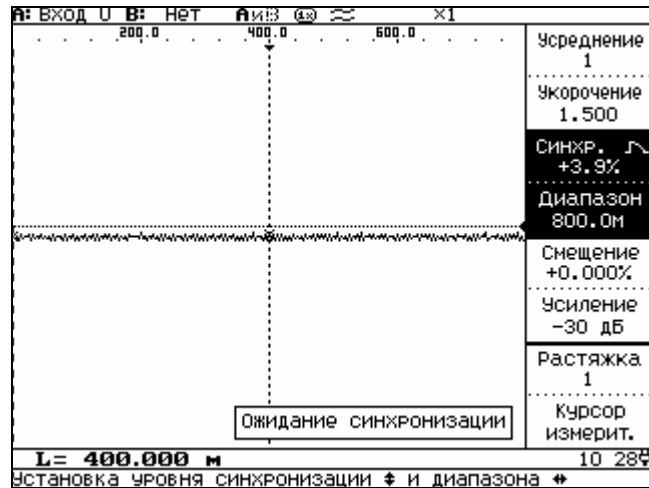 A: Вход U B: Нет АиВ ×1
200.0 400.0 600.0
Усреднение
1
Укорочение
1.500
Синхр.
+3.9%
Диапазон
800.0м
Смещение
+0.000%
Усиление
-30 дБ
Растяжка
1
Курсор
измерит.
Ожидание синхронизации
L= 400.000 м
10 28
Установка уровня синхронизации и диапазона